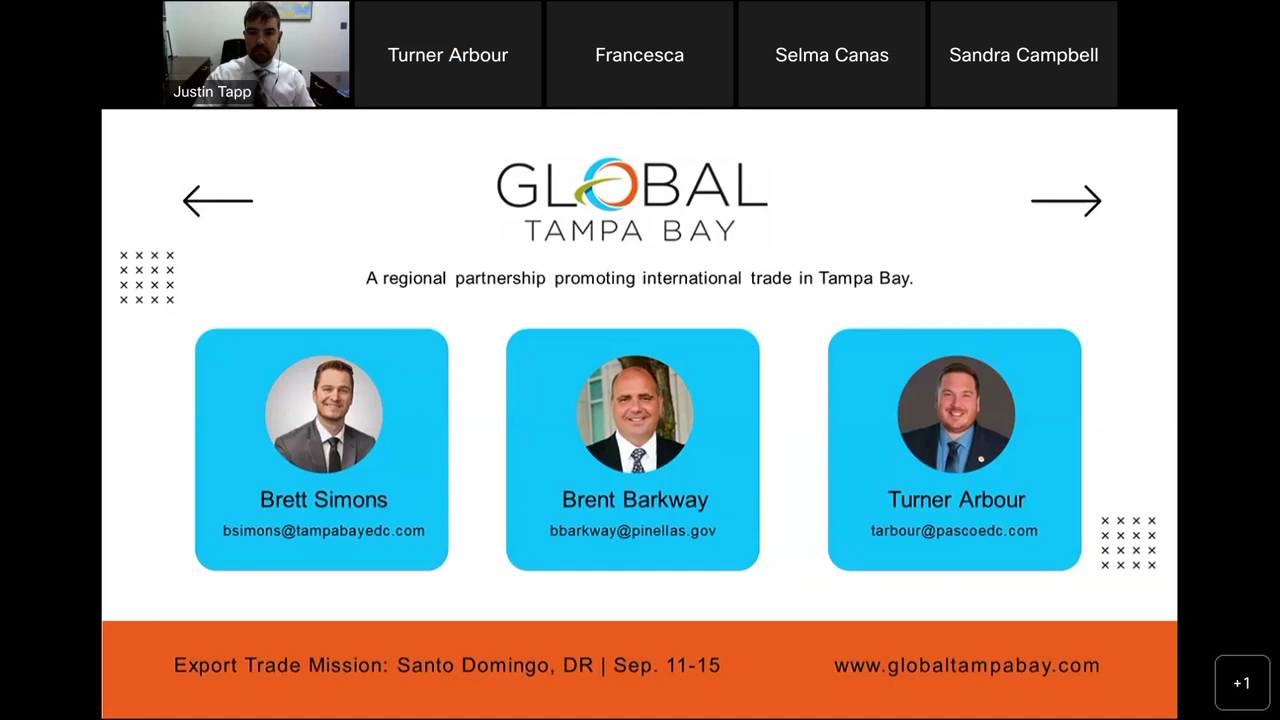 Justin Tapp
Turner Arbour
Francesca
Selma Canas
Sandra Campbell
GLOBAL
TAMPA BAY
A regional partnership promoting international trade in Tampa Bay.
Brett Simons
bsimons@tampabayedc.com
Brent Barkway
bbarkway@pinellas.gov
Turner Arbour
tarbour@pascoedc.com
Export Trade Mission: Santo Domingo, DR | Sep. 11-15
www.globaltampabay.com
+1